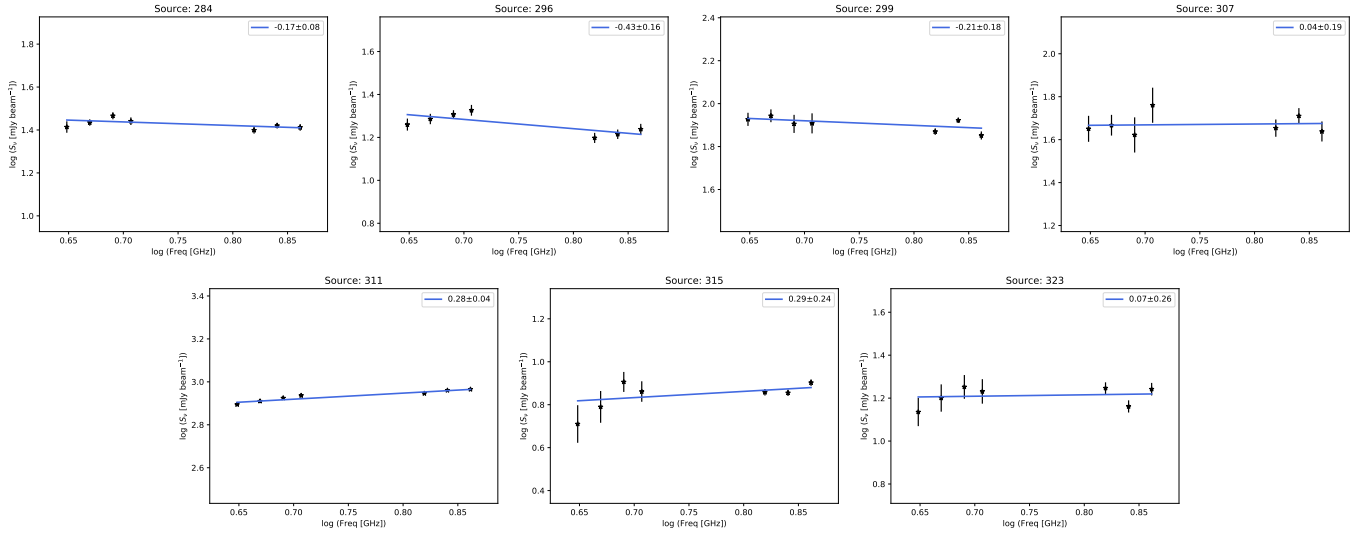 Source: 284
-0.17±0.08
log (Sᵥ [mJy beam⁻¹])
1.8
1.6
1.4
1.2
1.0
0.65 0.70 0.75 0.80 0.85
log (Freq [GHz])
Source: 296
-0.43±0.16
log (Sᵥ [mJy beam⁻¹])
1.6
1.4
1.2
1.0
0.8
0.65 0.70 0.75 0.80 0.85
log (Freq [GHz])
Source: 299
-0.21±0.18
log (Sᵥ [mJy beam⁻¹])
2.4
2.2
2.0
1.8
1.6
0.65 0.70 0.75 0.80 0.85
log (Freq [GHz])
Source: 307
0.04±0.19
log (Sᵥ [mJy beam⁻¹])
2.0
1.8
1.6
1.4
1.2
0.65 0.70 0.75 0.80 0.85
log (Freq [GHz])
Source: 311
0.28±0.04
log (Sᵥ [mJy beam⁻¹])
3.4
3.2
3.0
2.8
2.6
0.65 0.70 0.75 0.80 0.85
log (Freq [GHz])
Source: 315
0.29±0.24
log (Sᵥ [mJy beam⁻¹])
1.2
1.0
0.8
0.6
0.4
0.65 0.70 0.75 0.80 0.85
log (Freq [GHz])
Source: 323
0.07±0.26
log (Sᵥ [mJy beam⁻¹])
1.6
1.4
1.2
1.0
0.8
0.65 0.70 0.75 0.80 0.85
log (Freq [GHz])